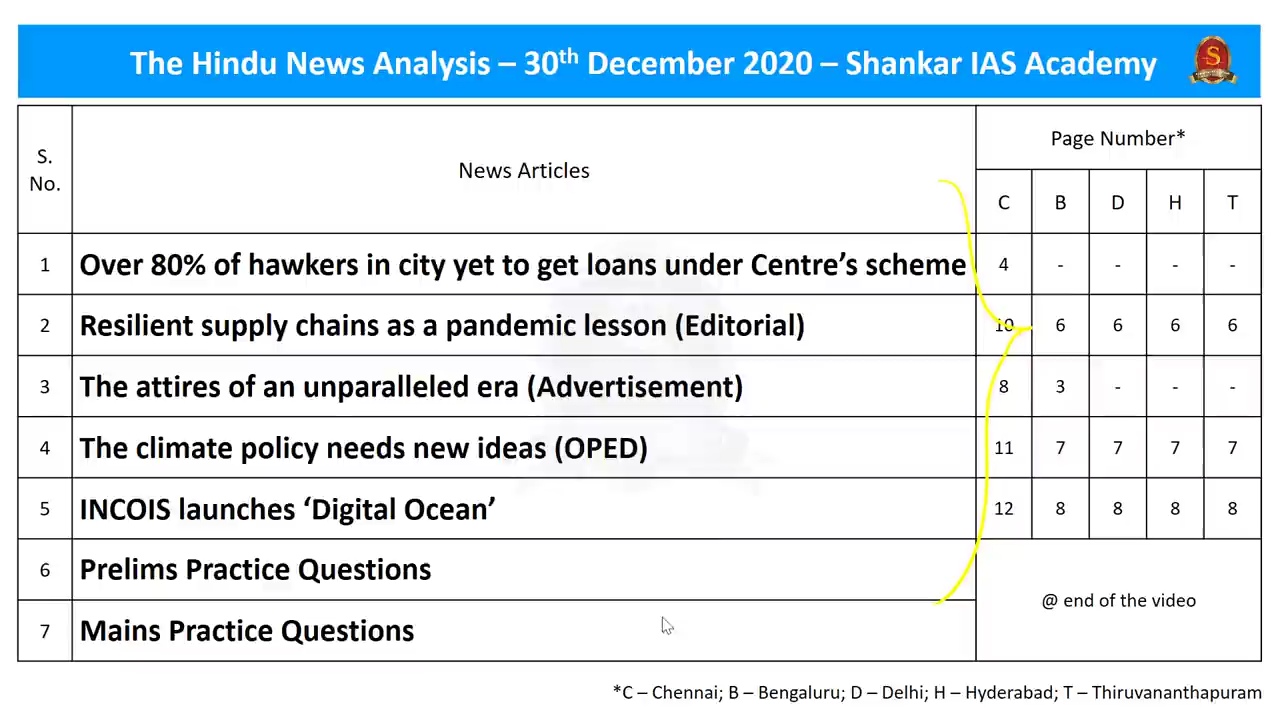 The Hindu News Analysis – 30th December 2020 – Shankar IAS Academy
S. No. News Articles Page Number*
C B D H T
1 Over 80% of hawkers in city yet to get loans under Centre's scheme 4 - - - -
2 Resilient supply chains as a pandemic lesson (Editorial) 10 6 6 6 6
3 The attires of an unparalleled era (Advertisement) 8 3 - - -
4 The climate policy needs new ideas (OPED) 11 7 7 7 7
5 INCOIS launches ‘Digital Ocean’ 12 8 8 8 8
6 Prelims Practice Questions
@ end of the video
7 Mains Practice Questions
*C – Chennai; B – Bengaluru; D – Delhi; H – Hyderabad; T – Thiruvananthapuram